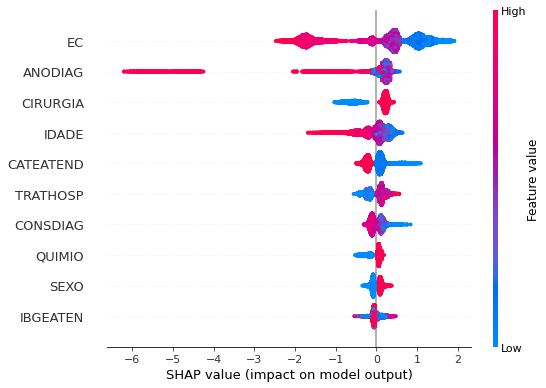 High
EC
ANODIAG
CIRURGIA
IDADE
CATEATEND
TRATHOSP
CONSDIAG
QUIMIO
SEXO
IBGEATEN
Feature value
Low
−6 −5 −4 −3 −2 −1 0 1 2
SHAP value (impact on model output)